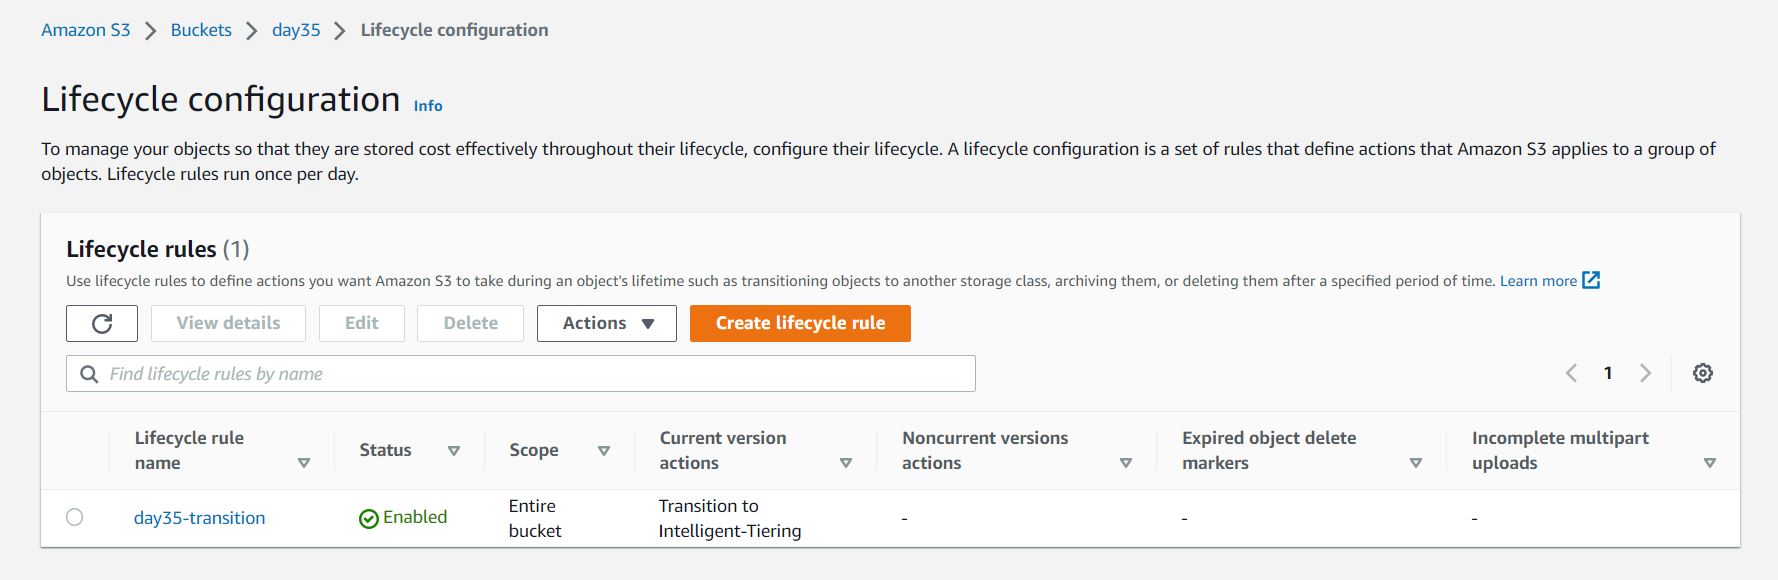 Amazon S3 > Buckets > day35 > Lifecycle configuration
Lifecycle configuration Info
To manage your objects so that they are stored cost effectively throughout their lifecycle, configure their lifecycle. A lifecycle configuration is a set of rules that define actions that Amazon S3 applies to a group of
objects. Lifecycle rules run once per day.
Lifecycle rules (1)
Use lifecycle rules to define actions you want Amazon S3 to take during an object's lifetime such as transitioning objects to another storage class, archiving them, or deleting them after a specified period of time. Learn more
View details Edit Delete Actions Create lifecycle rule
Find lifecycle rules by name 1
Lifecycle rule name Status Scope Current version actions Noncurrent versions actions Expired object delete markers Incomplete multipart uploads
day35-transition Enabled Entire bucket Transition to Intelligent-Tiering - - -